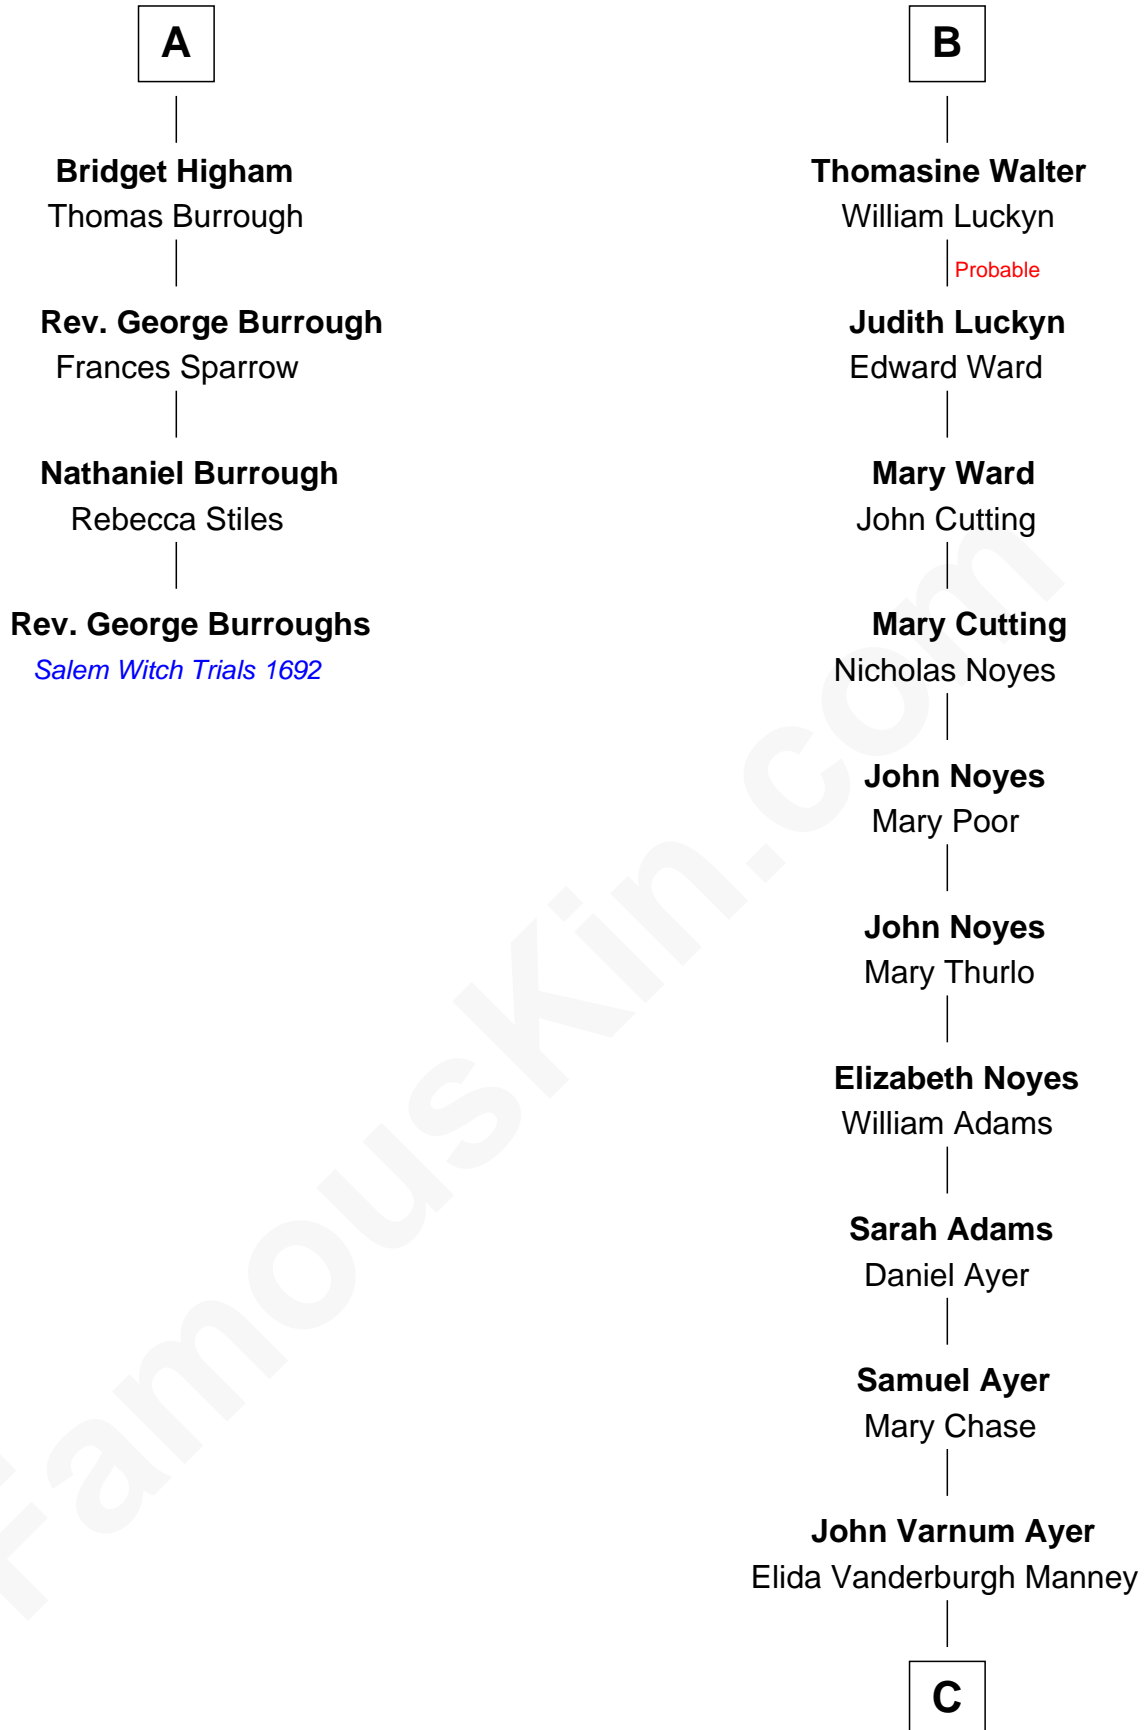 A
Bridget Higham
Thomas Burrough
Rev. George Burrough
Frances Sparrow
Nathaniel Burrough
Rebecca Stiles
Rev. George Burroughs
Salem Witch Trials 1692
B
Thomasine Walter
William Luckyn
Probable
Judith Luckyn
Edward Ward
Mary Ward
John Cutting
Mary Cutting
Nicholas Noyes
John Noyes
Mary Poor
John Noyes
Mary Thurlo
Elizabeth Noyes
William Adams
Sarah Adams
Daniel Ayer
Samuel Ayer
Mary Chase
John Varnum Ayer
Elida Vanderburgh Manney
C
FamousKin.com